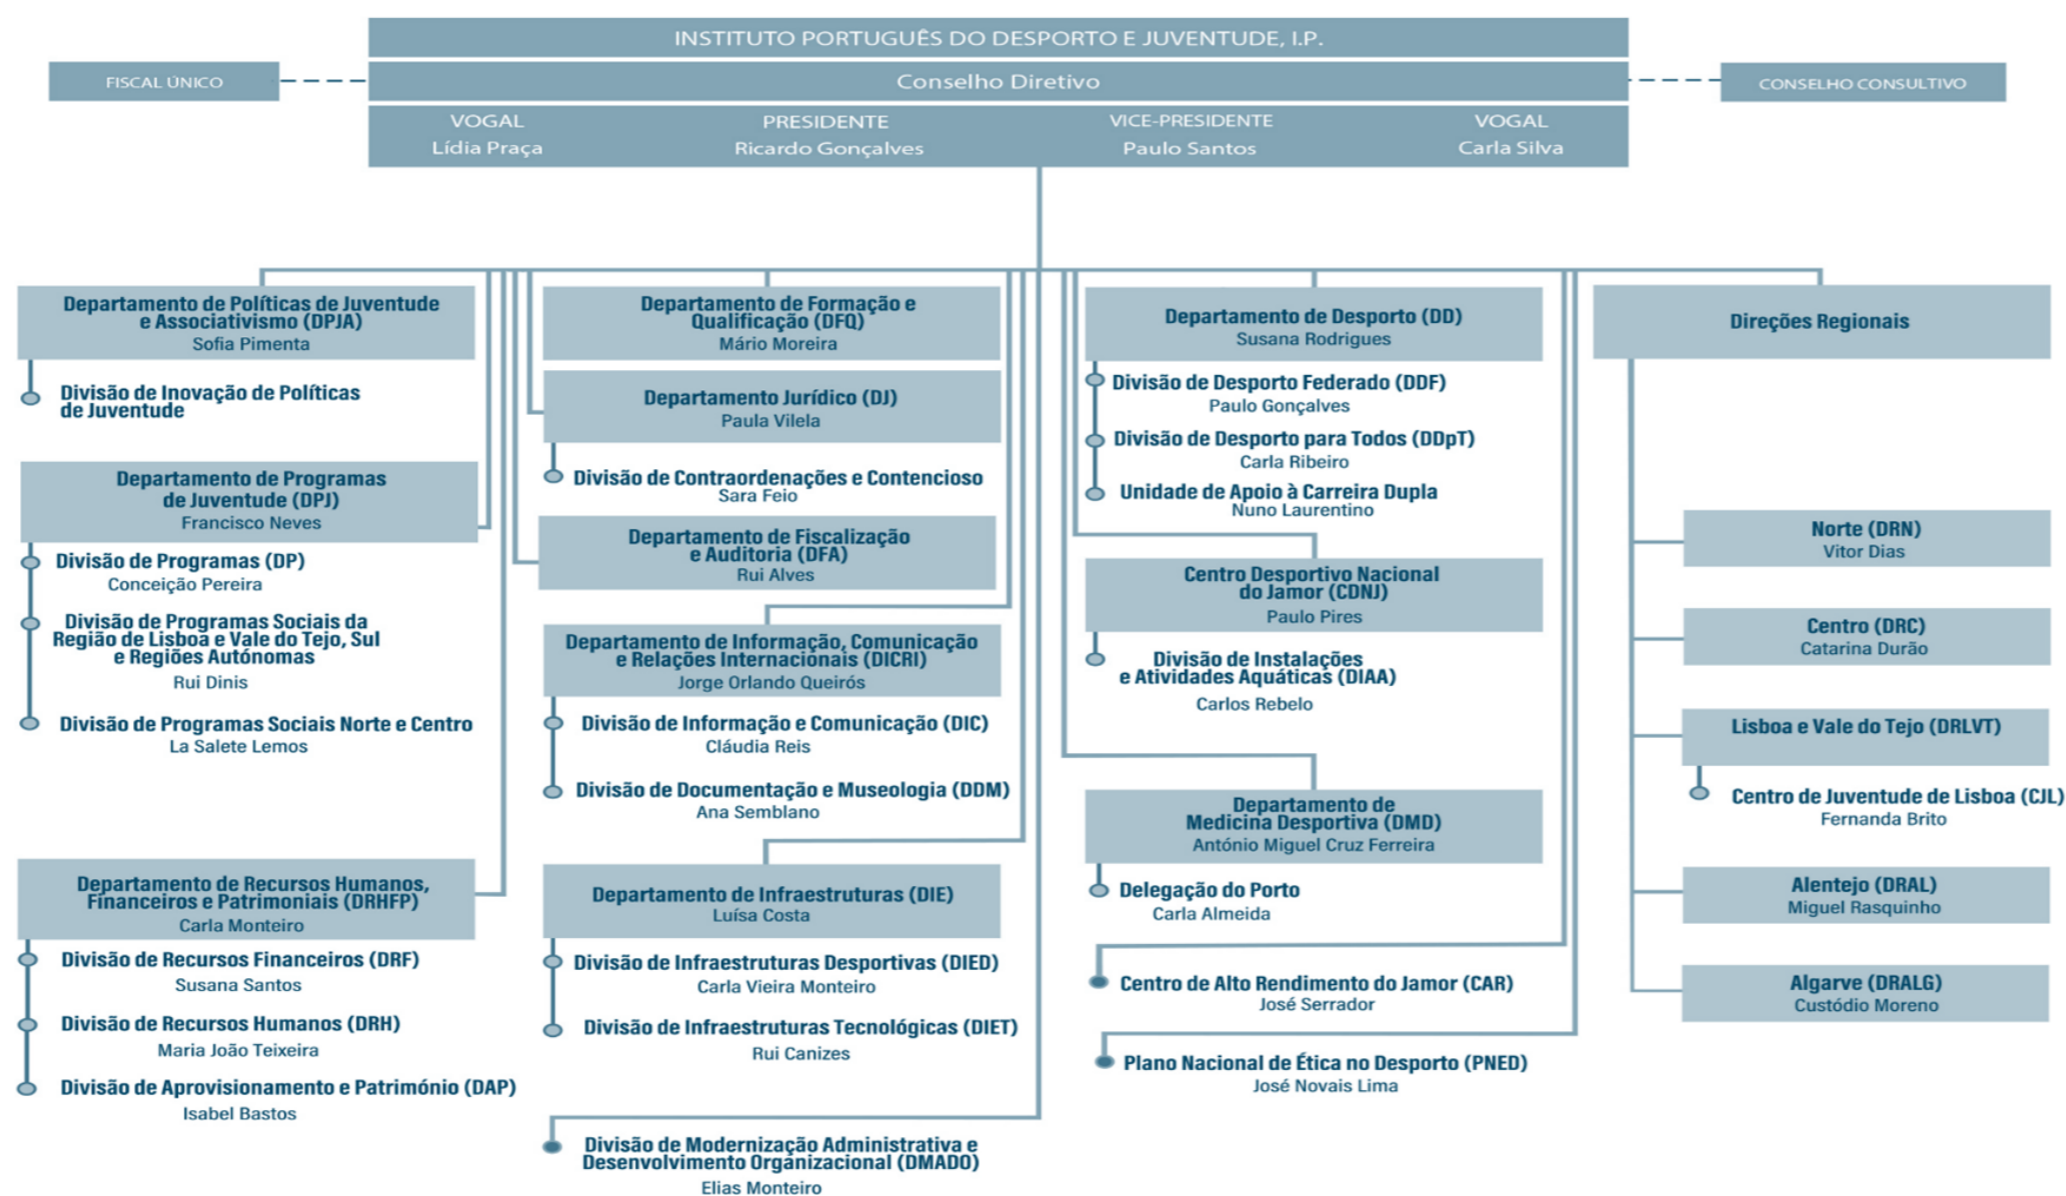 INSTITUTO PORTUGUÊS DO DESPORTO E JUVENTUDE, I.P.
FISCAL ÚNICO
Conselho Diretivo
CONSELHO CONSULTIVO
VOGAL
Lídia Praça
PRESIDENTE
Ricardo Gonçalves
VICE-PRESIDENTE
Paulo Santos
VOGAL
Carla Silva
Departamento de Políticas de Juventude
e Associativismo (DPJA)
Sofia Pimenta
Divisão de Inovação de Políticas
de Juventude
Departamento de Programas
de Juventude (DPJ)
Francisco Neves
Divisão de Programas (DP)
Conceição Pereira
Divisão de Programas Sociais da
Região de Lisboa e Vale do Tejo, Sul
e Regiões Autónomas
Rui Dinis
Divisão de Programas Sociais Norte e Centro
La Salete Lemos
Departamento de Recursos Humanos,
Financeiros e Patrimoniais (DRHFP)
Carla Monteiro
Divisão de Recursos Financeiros (DRF)
Susana Santos
Divisão de Recursos Humanos (DRH)
Maria João Teixeira
Divisão de Aprovisionamento e Património (DAP)
Isabel Bastos
Departamento de Formação e
Qualificação (DFQ)
Mário Moreira
Departamento Jurídico (DJ)
Paula Vilela
Divisão de Contraordenações e Contencioso
Sara Feio
Departamento de Fiscalização
e Auditoria (DFA)
Rui Alves
Departamento de Informação, Comunicação
e Relações Internacionais (DICRI)
Jorge Orlando Queirós
Divisão de Informação e Comunicação (DIC)
Cláudia Reis
Divisão de Documentação e Museologia (DDM)
Ana Semblano
Departamento de Infraestruturas (DIE)
Luísa Costa
Divisão de Infraestruturas Desportivas (DIED)
Carla Vieira Monteiro
Divisão de Infraestruturas Tecnológicas (DIET)
Rui Canizes
Divisão de Modernização Administrativa e
Desenvolvimento Organizacional (DMADO)
Elias Monteiro
Departamento de Desporto (DD)
Susana Rodrigues
Divisão de Desporto Federado (DDF)
Paulo Gonçalves
Divisão de Desporto para Todos (DDpT)
Carla Ribeiro
Unidade de Apoio à Carreira Dupla
Nuno Laurentino
Centro Desportivo Nacional
do Jamor (CDNJ)
Paulo Pires
Divisão de Instalações
e Atividades Aquáticas (DIAA)
Carlos Rebelo
Departamento de
Medicina Desportiva (DMD)
António Miguel Cruz Ferreira
Delegação do Porto
Carla Almeida
Centro de Alto Rendimento do Jamor (CAR)
José Serrador
Plano Nacional de Ética no Desporto (PNED)
José Novais Lima
Direções Regionais
Norte (DRN)
Vitor Dias
Centro (DRC)
Catarina Durão
Lisboa e Vale do Tejo (DRLVT)
Centro de Juventude de Lisboa (CJL)
Fernanda Brito
Alentejo (DRAL)
Miguel Rasquinho
Algarve (DRALG)
Custódio Moreno